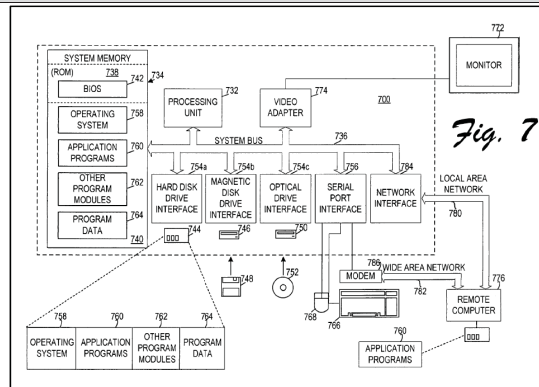 SYSTEM MEMORY
(ROM) 738
734
742
BIOS
758
OPERATING SYSTEM
760
APPLICATION PROGRAMS
762
OTHER PROGRAM MODULES
764
PROGRAM DATA
740
732
PROCESSING UNIT
774
VIDEO ADAPTER
700
772
MONITOR
Fig. 7
SYSTEM BUS
736
754a
HARD DISK DRIVE INTERFACE
754b
MAGNETIC DISK DRIVE INTERFACE
754c
OPTICAL DRIVE INTERFACE
756
SERIAL PORT INTERFACE
784
NETWORK INTERFACE
LOCAL AREA NETWORK
780
744
746
750
748
752
786
MODEM
WIDE AREA NETWORK
782
776
REMOTE COMPUTER
768
766
760
APPLICATION PROGRAMS
758
OPERATING SYSTEM
760
APPLICATION PROGRAMS
762
OTHER PROGRAM MODULES
764
PROGRAM DATA